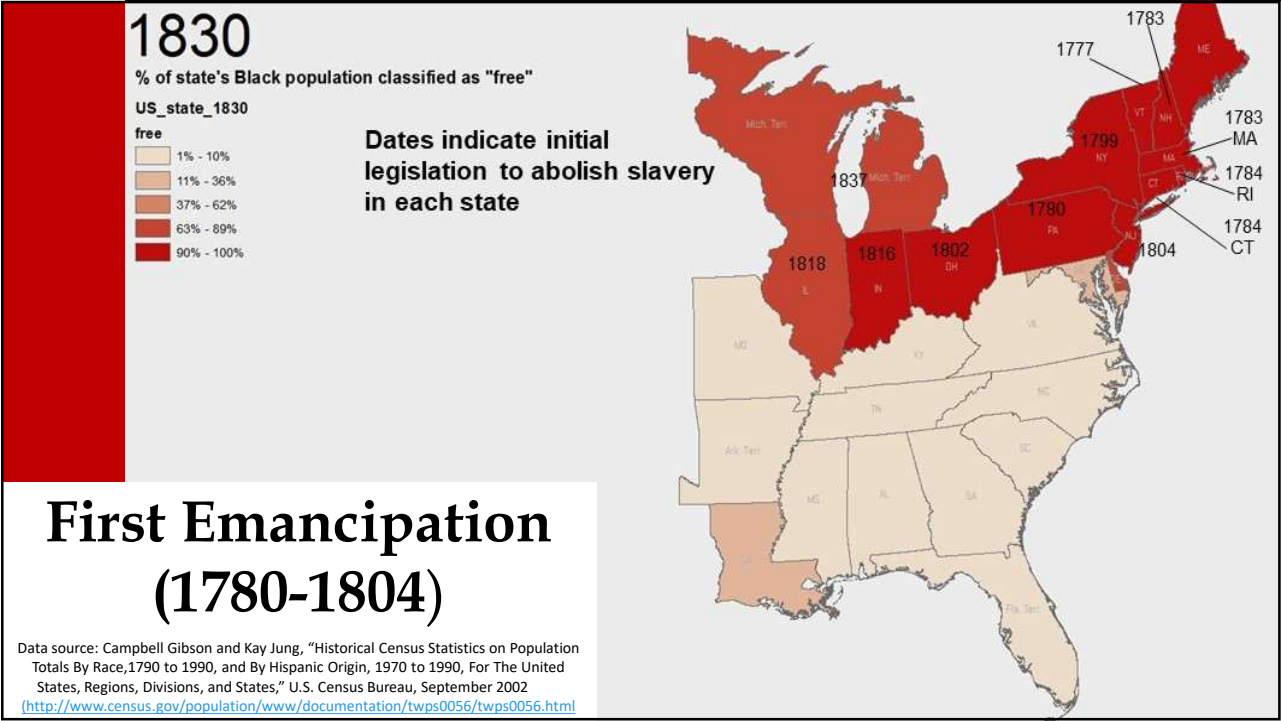 1830
% of state's Black population classified as "free"
US_state_1830
free
1% - 10%
11% - 36%
37% - 62%
63% - 89%
90% - 100%
Dates indicate initial
legislation to abolish slavery
in each state
1783
1777
ME
VT
NH
1783
MA
1799
NY
MA
1784
RI
CT
Mich. Terr.
1837
Mich. Terr.
1780
PA
1784
CT
NJ
1804
1818
IL
1816
IN
1802
OH
MO
KY
VA
TN
NC
Ark. Terr.
SC
MS
AL
GA
LA
Fla. Terr.
First Emancipation
(1780-1804)
Data source: Campbell Gibson and Kay Jung, “Historical Census Statistics on Population
Totals By Race,1790 to 1990, and By Hispanic Origin, 1970 to 1990, For The United
States, Regions, Divisions, and States,” U.S. Census Bureau, September 2002
(http://www.census.gov/population/www/documentation/twps0056/twps0056.html